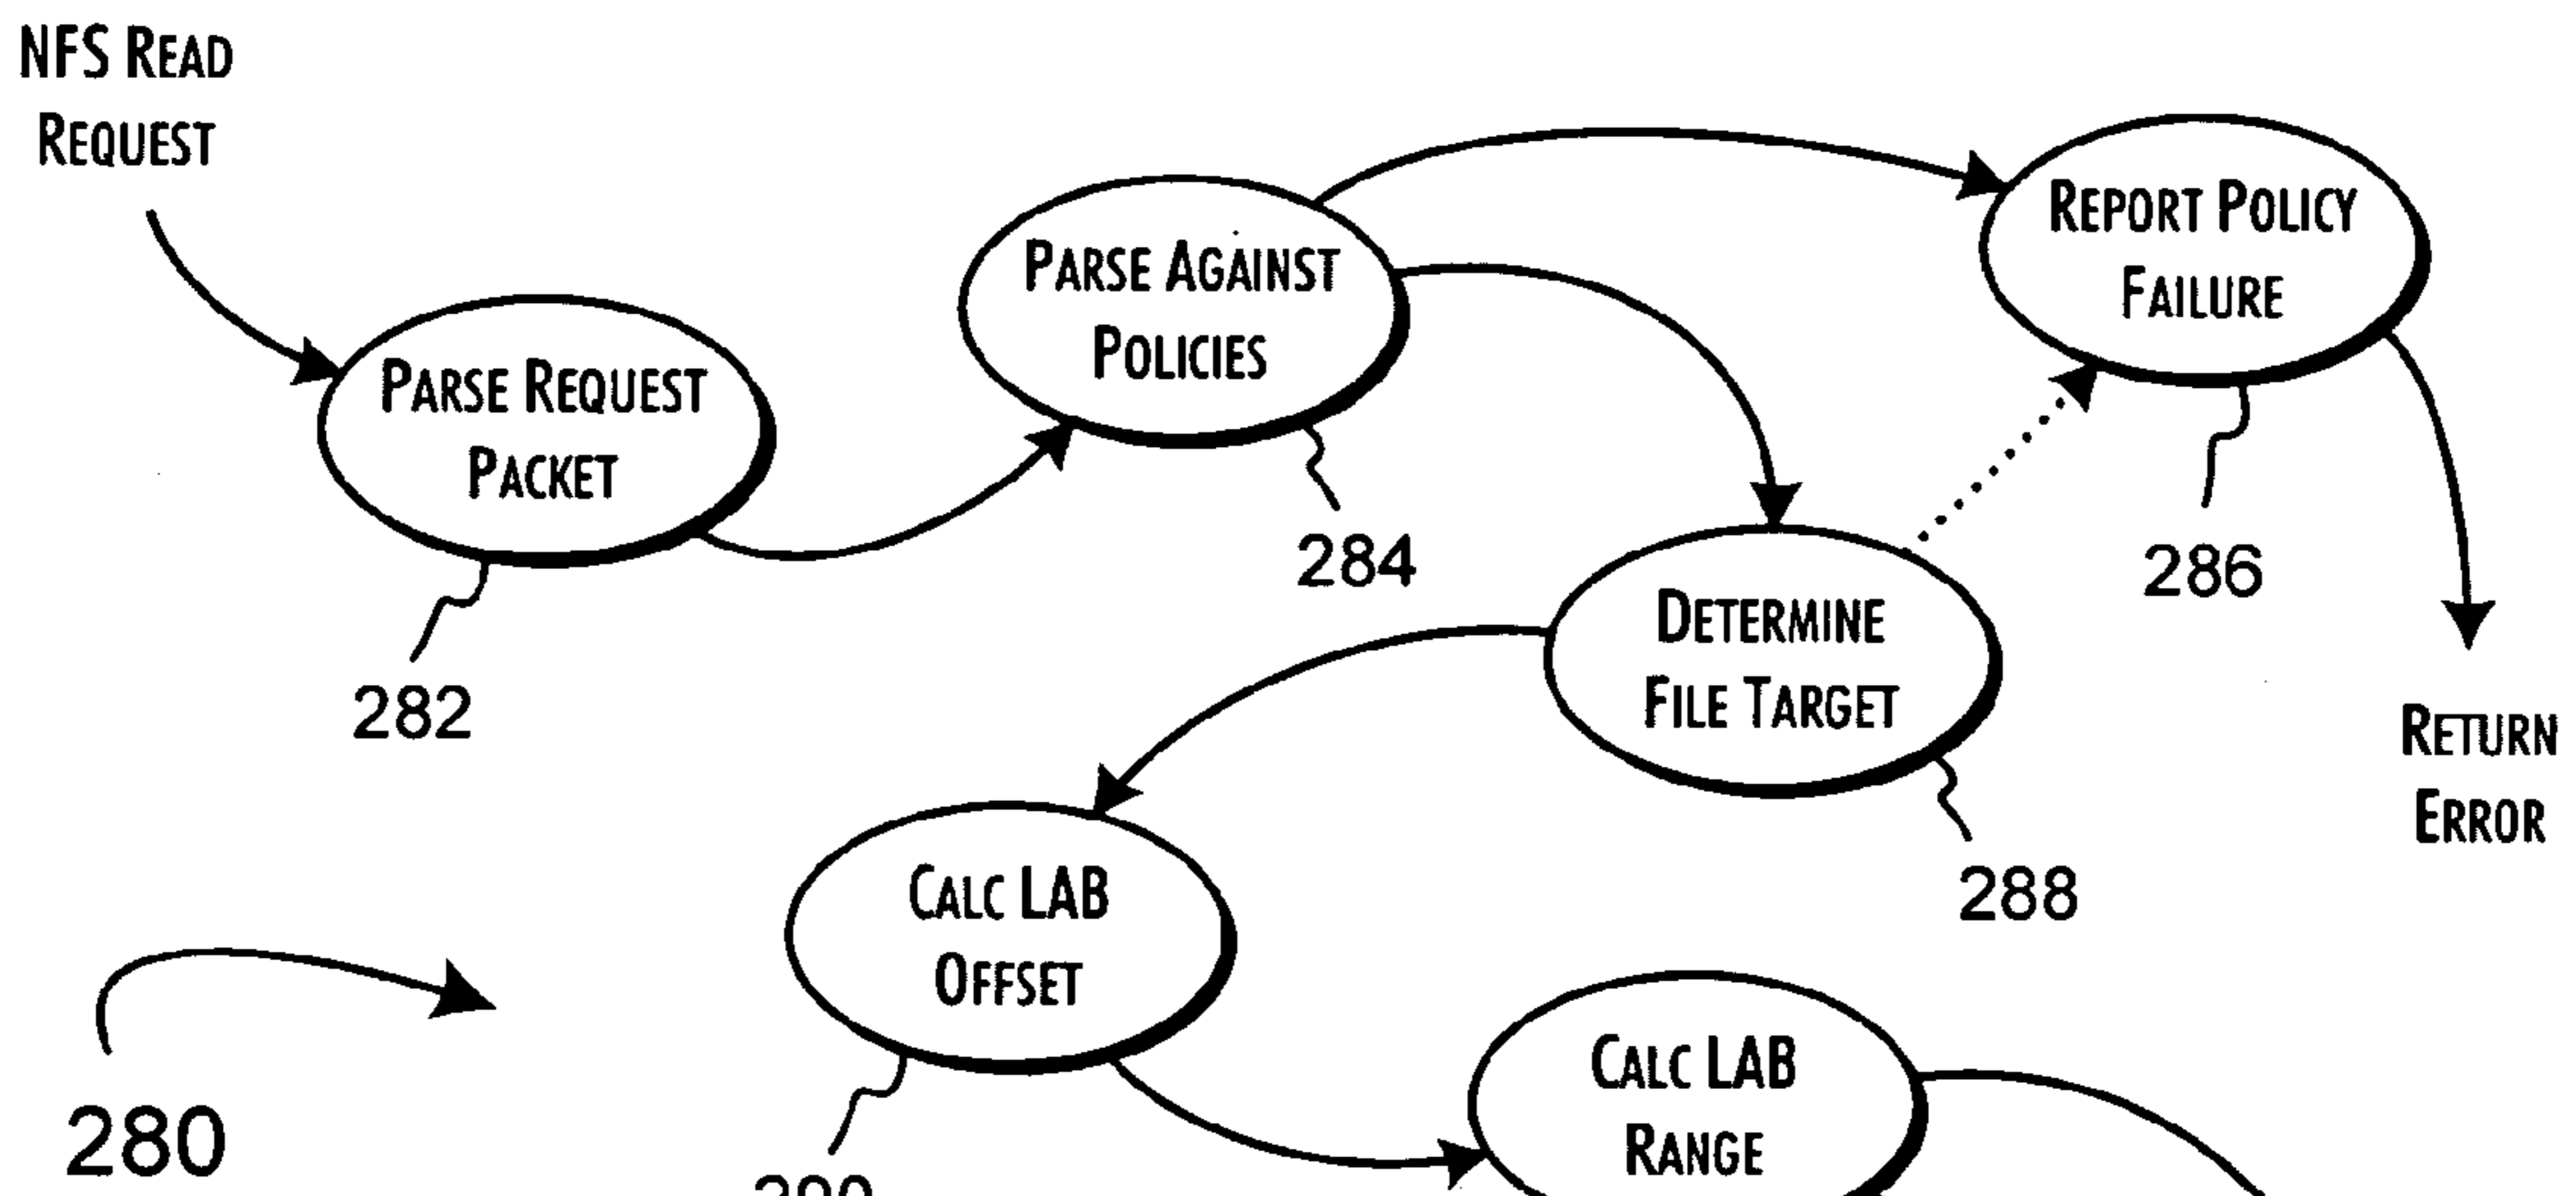 NFS READ
REQUEST
PARSE REQUEST
PACKET
282
PARSE AGAINST
POLICIES
284
REPORT POLICY
FAILURE
286
RETURN
ERROR
DETERMINE
FILE TARGET
288
CALC LAB
OFFSET
CALC LAB
RANGE
280